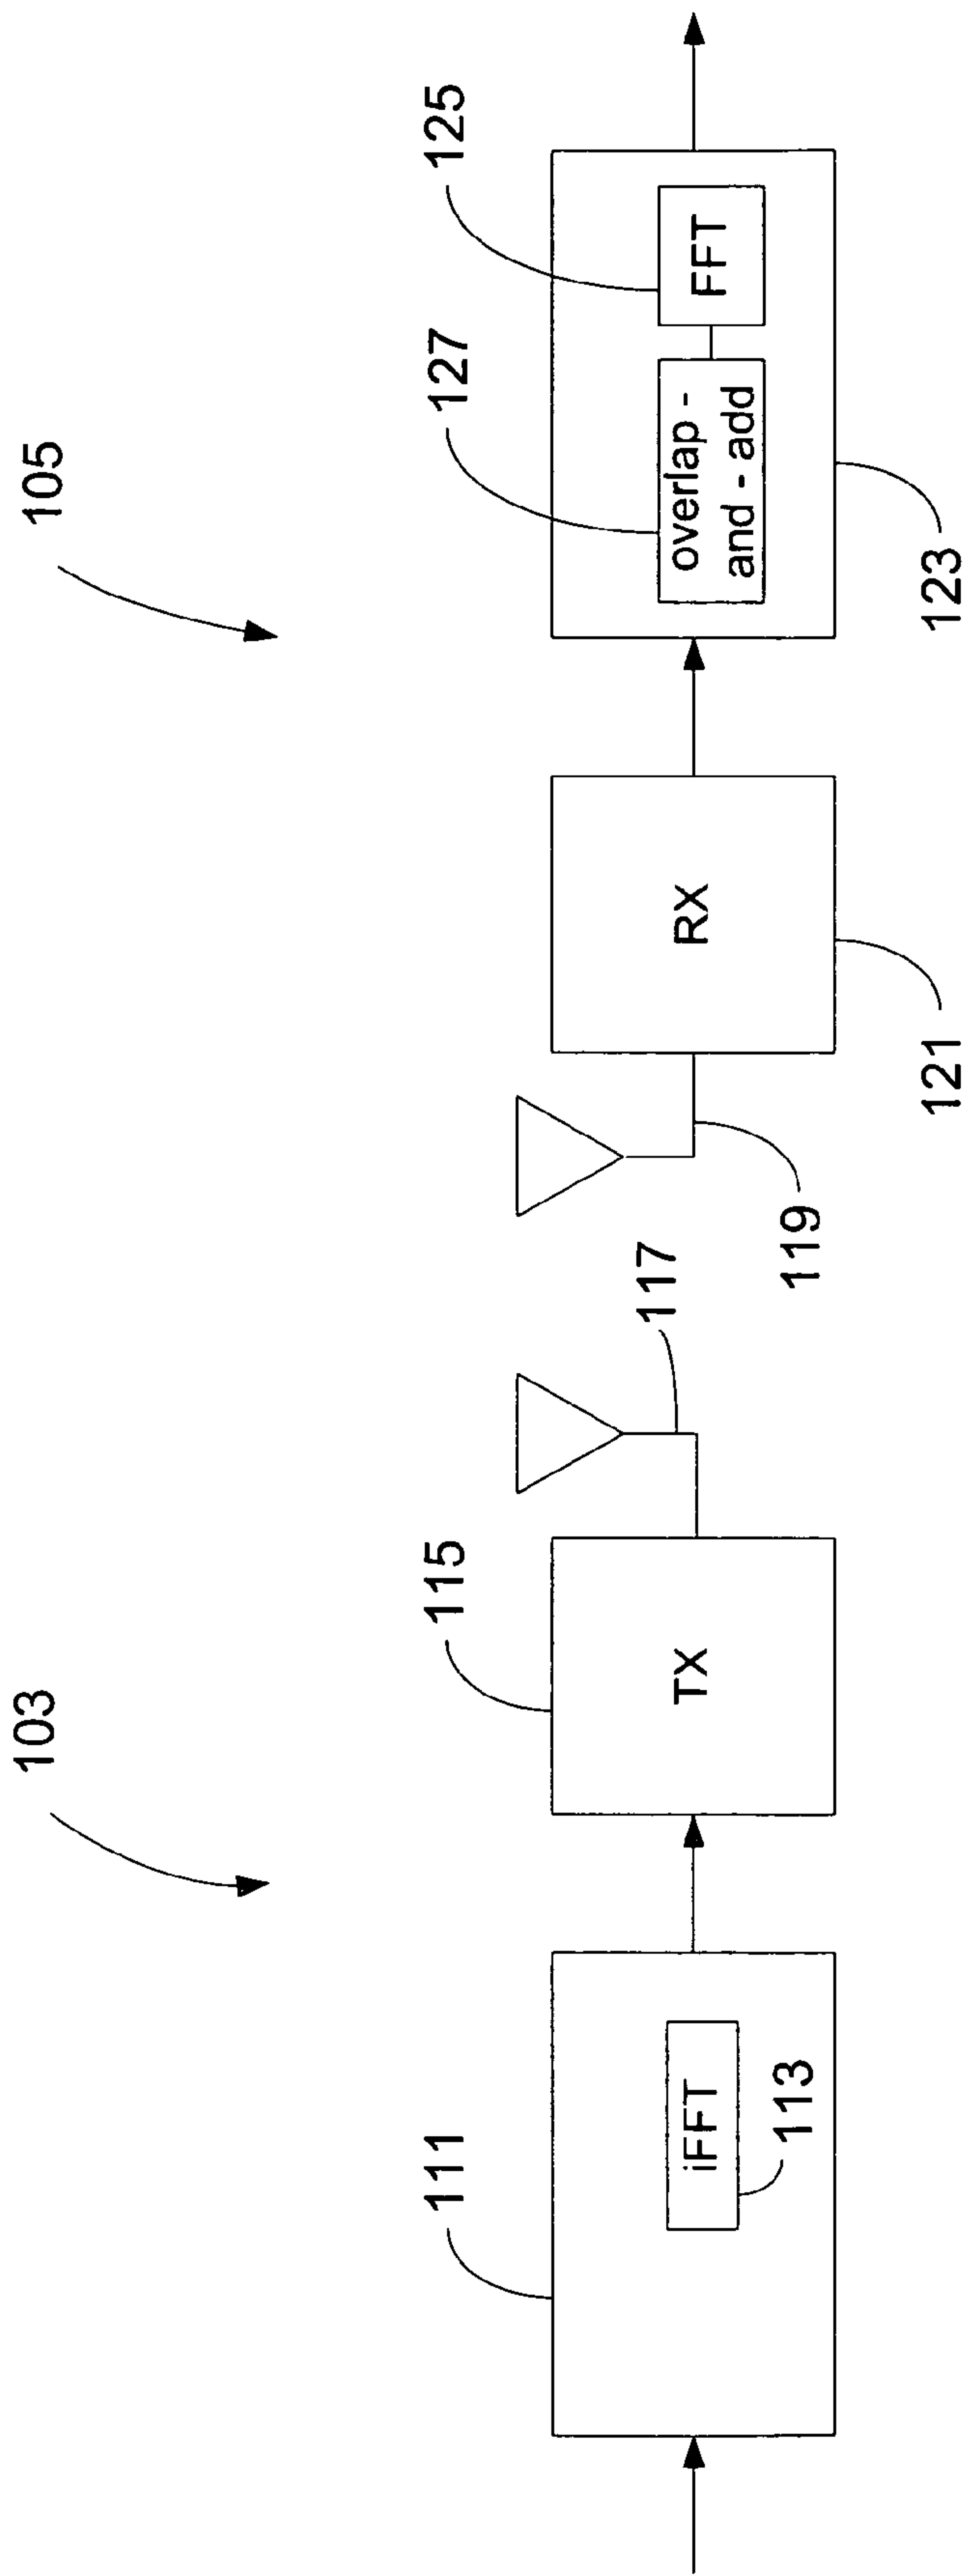 103
105
111
115
117
127
125
iFFT
TX
RX
overlap -
and - add
FFT
113
119
121
123